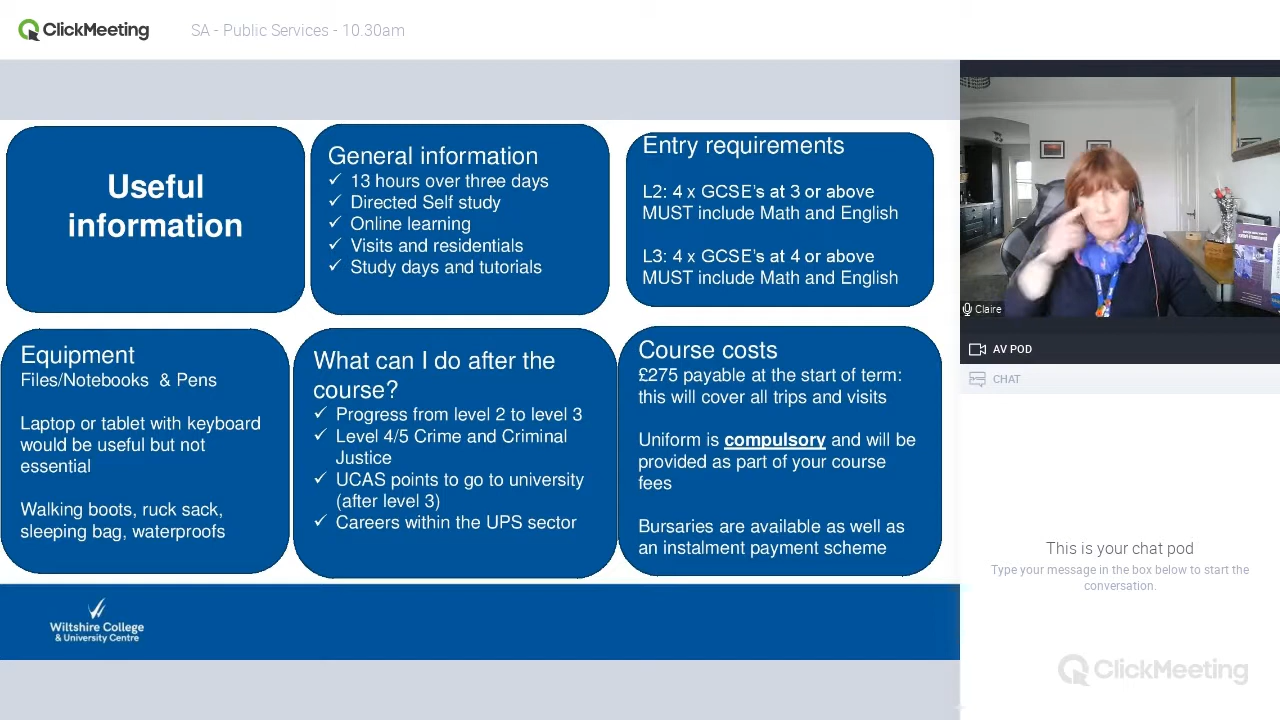 ClickMeeting
SA - Public Services - 10.30am
Useful
information
General information
✓ 13 hours over three days
✓ Directed Self study
✓ Online learning
✓ Visits and residentials
✓ Study days and tutorials
Entry requirements
L2: 4 x GCSE's at 3 or above
MUST include Math and English
L3: 4 x GCSE's at 4 or above
MUST include Math and English
Equipment
Files/Notebooks & Pens
Laptop or tablet with keyboard
would be useful but not
essential
Walking boots, ruck sack,
sleeping bag, waterproofs
What can I do after the
course?
✓ Progress from level 2 to level 3
✓ Level 4/5 Crime and Criminal
Justice
✓ UCAS points to go to university
(after level 3)
✓ Careers within the UPS sector
Course costs
£275 payable at the start of term:
this will cover all trips and visits
Uniform is compulsory and will be
provided as part of your course
fees
Bursaries are available as well as
an instalment payment scheme
Wiltshire College
& University Centre
Claire
AV POD
CHAT
This is your chat pod
Type your message in the box below to start the
conversation.
ClickMeeting